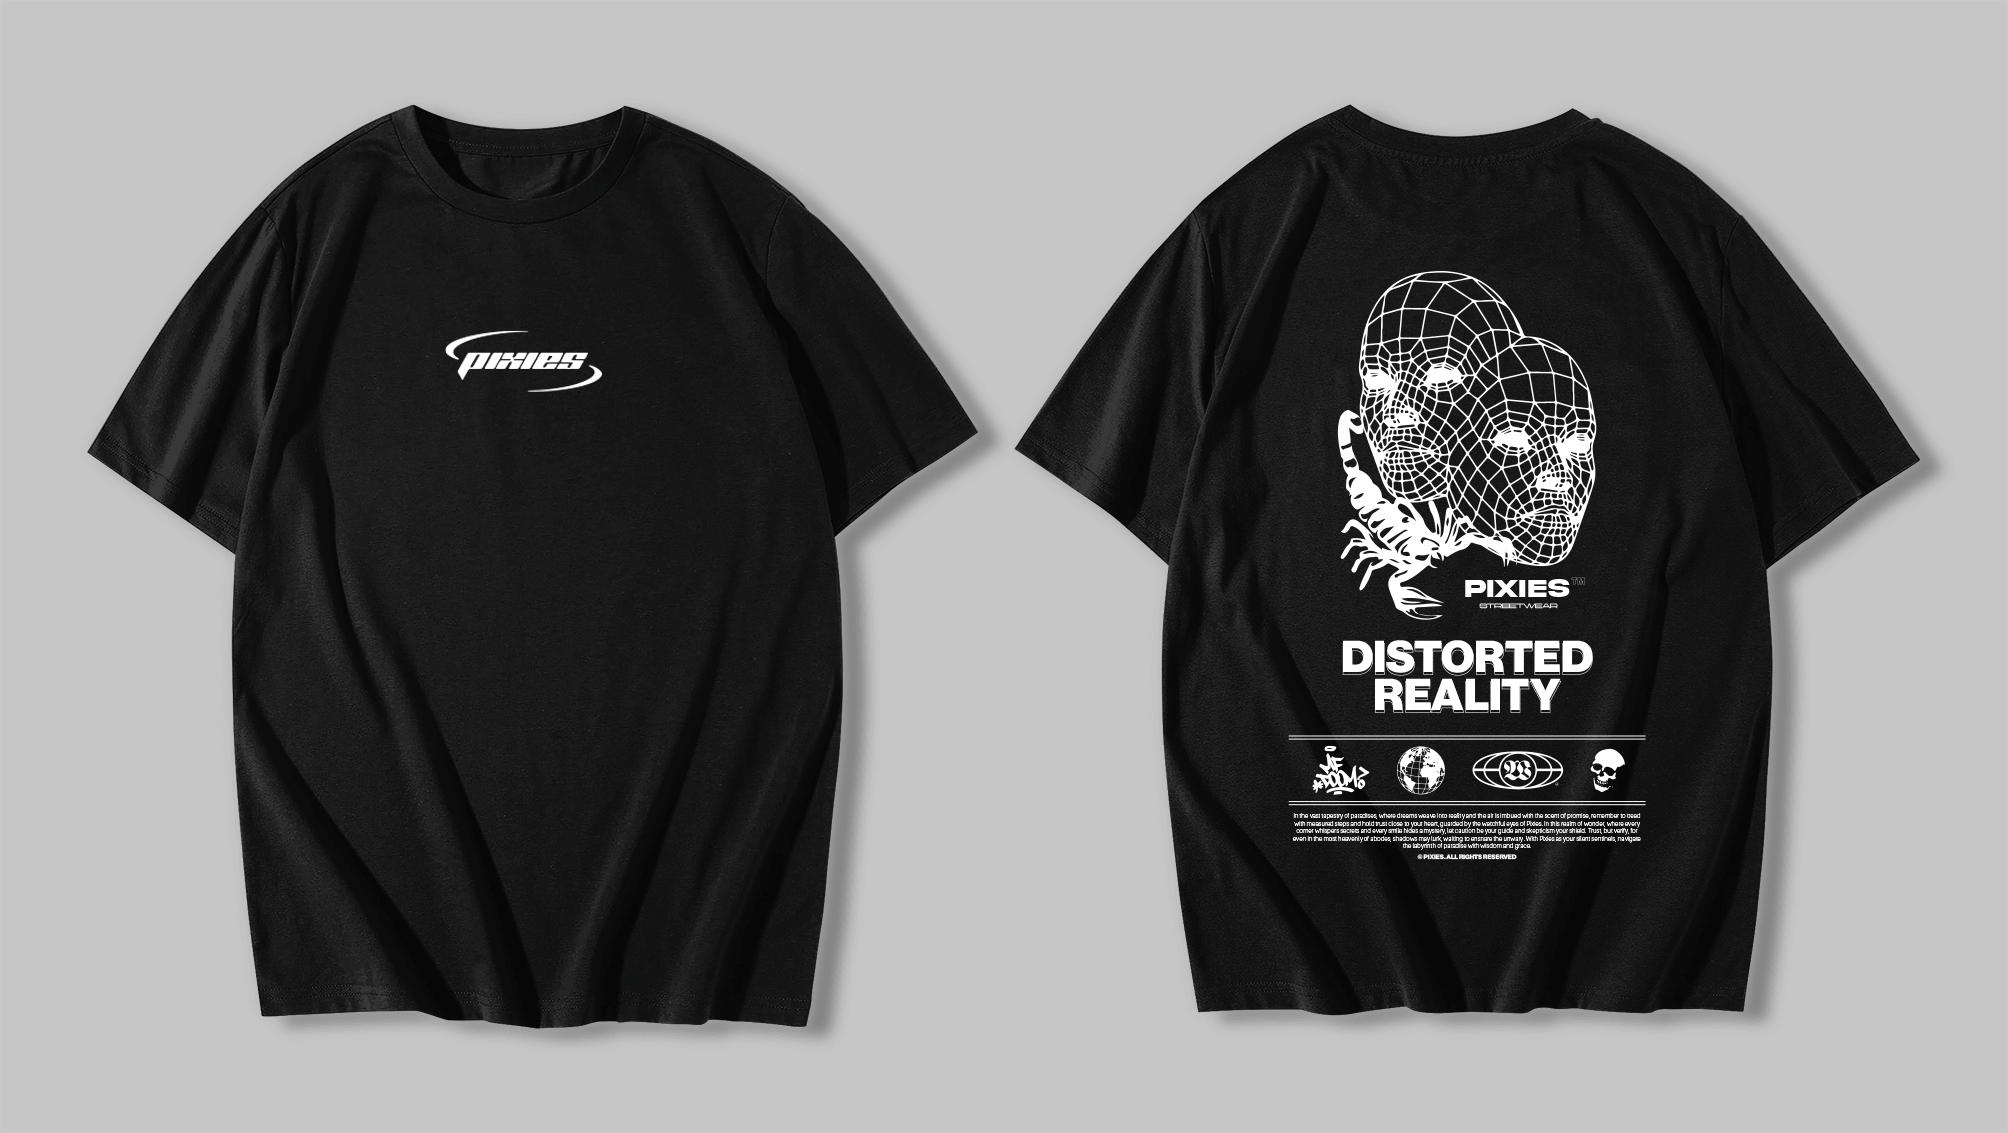 pixies
PIXIES™
STREETWEAR
DISTORTED
REALITY
MF
DOOM?
W
In the vast tapestry of paradises, where dreams weave into reality and the air is imbued with the scent of promise, remember to tread
with measured steps and hold trust close to your heart, guarded by the watchful eyes of Pixies. In this realm of wonder, where every
corner whispers secrets and every smile hides a mystery, let caution be your guide and skepticism your shield. Trust, but verify, for
even in the most heavenly of abodes, shadows may lurk, waiting to ensnare the unwary. With Pixies as your silent sentinels, navigate
the labyrinth of paradise with wisdom and grace.
© PIXIES. ALL RIGHTS RESERVED